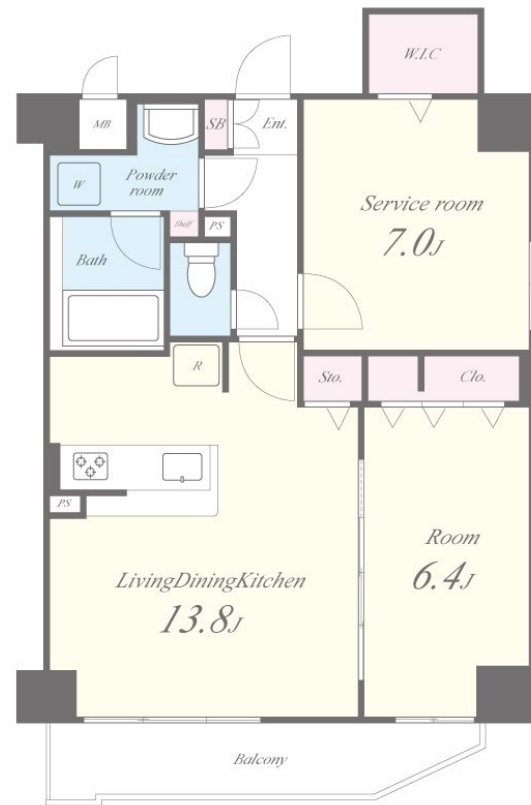 W.I.C
MB
SB
Ent.
W
Powder
room
Service room
7.0J
Shelf
PS
Bath
R
Sto.
Clo.
PS
LivingDiningKitchen
13.8J
Room
6.4J
Balcony